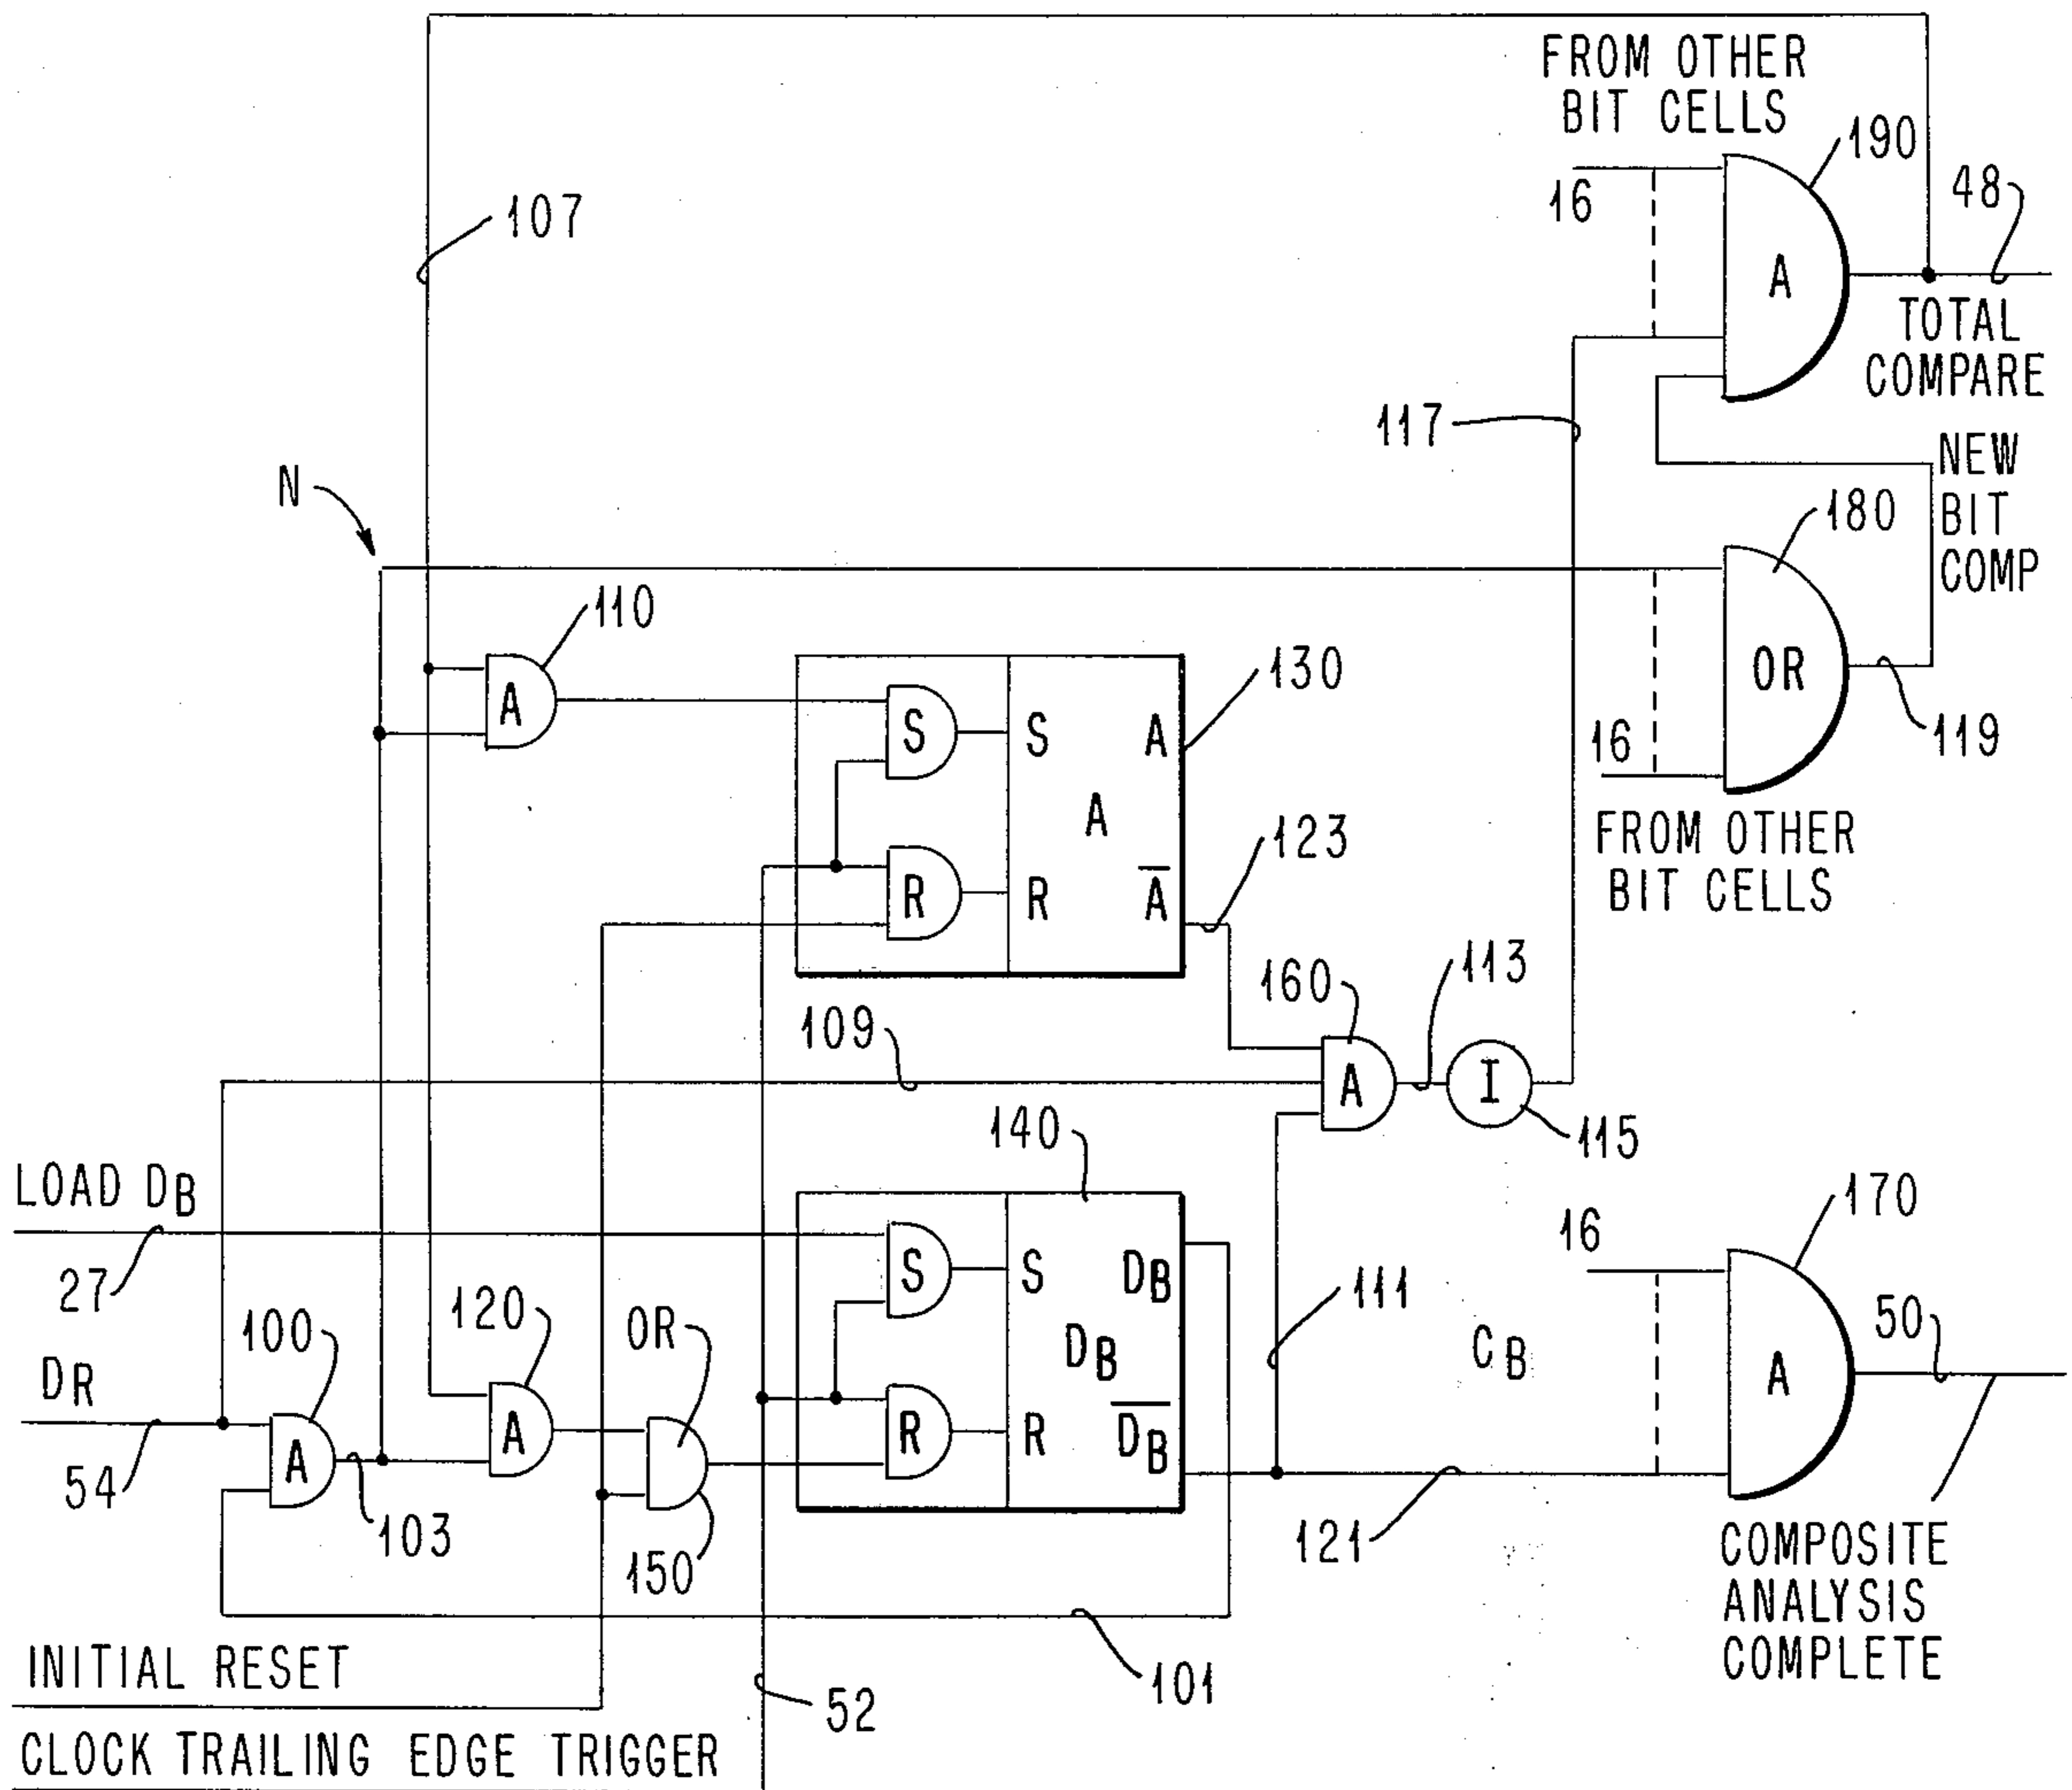 FROM OTHER
BIT CELLS
190
16
48
107
A
TOTAL
COMPARE
117
NEW
BIT
COMP
N
180
110
OR
130
A
S
S
A
16
119
A
123
FROM OTHER
BIT CELLS
R
R
A̅
160
113
109
A
I
115
140
LOAD DB
170
16
27
S
S
DB
111
120
OR
100
CB
50
DR
DB
A
A
A
R
R
D̅B̅
54
103
150
121
COMPOSITE
ANALYSIS
COMPLETE
INITIAL RESET
101
52
CLOCK TRAILING EDGE TRIGGER